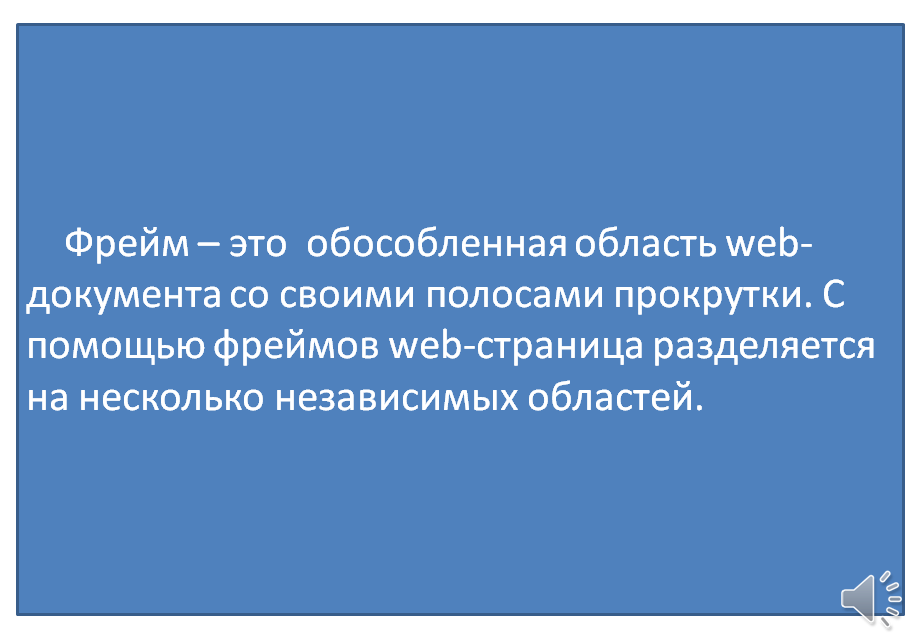 Фрейм – это  обособленная область web-
документа со своими полосами прокрутки. С
помощью фреймов web-страница разделяется
на несколько независимых областей.